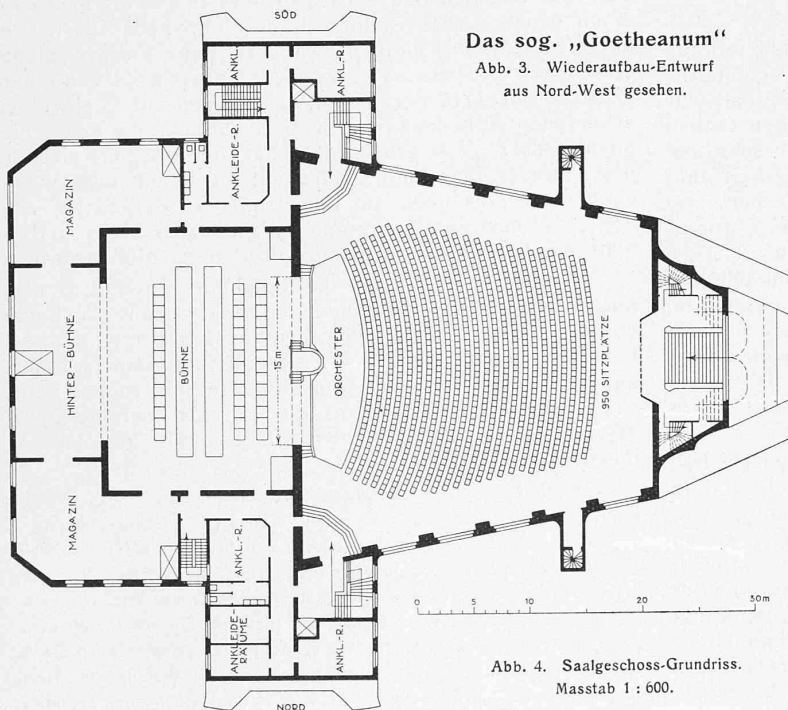 Das sog. „Goetheanum“
Abb. 3. Wiederaufbau-Entwurf
aus Nord-West gesehen.
SÜD
ANKL.
ANKL.-R.
ANKLEIDE-R.
MAGAZIN
HINTER-BÜHNE
BÜHNE
15 m
ORCHESTER
950 SITZPLÄTZE
MAGAZIN
ANKL.-R.
ANKLEIDE-
RÄUME
ANKL.-R.
NORD
0 5 10 20 30 m
Abb. 4. Saalgeschoss-Grundriss.
Masstab 1 : 600.